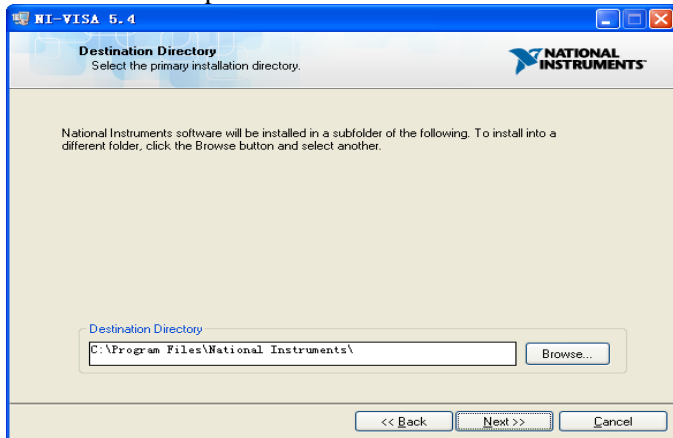 NI-VISA 5.4
Destination Directory
Select the primary installation directory.
NATIONAL
INSTRUMENTS
National Instruments software will be installed in a subfolder of the following. To install into a
different folder, click the Browse button and select another.
Destination Directory
C:\Program Files\National Instruments\
Browse...
<< Back
Next >>
Cancel